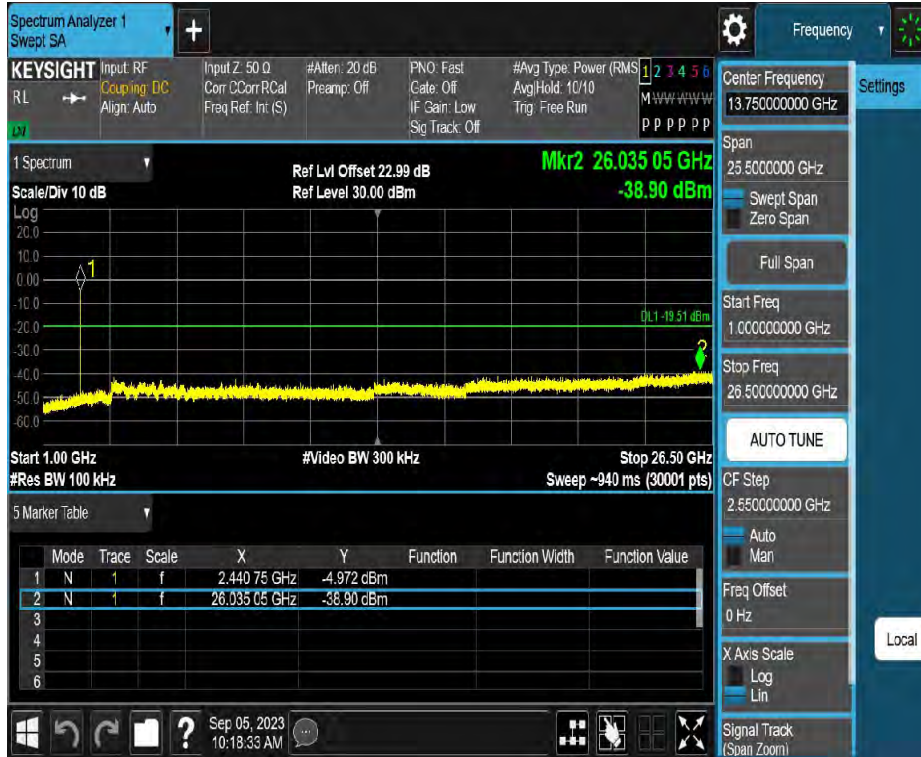 Spectrum Analyzer 1
Swept SA
+
Frequency
KEYSIGHT
RL
Input: RF
Coupling: DC
Align: Auto
Input Z: 50 Ω
Corr CCorr RCal
Freq Ref: Int (S)
#Atten: 20 dB
Preamp: Off
PNO: Fast
Gate: Off
IF Gain: Low
Sig Track: Off
#Avg Type: Power (RMS
Avg|Hold: 10/10
Trig: Free Run
1 2 3 4 5 6
M W W W W W
P P P P P P
1 Spectrum
Scale/Div 10 dB
Ref Lvl Offset 22.99 dB
Ref Level 30.00 dBm
Mkr2 26.035 05 GHz
-38.90 dBm
Log
20.0
10.0
0.00
-10.0
-20.0
-30.0
-40.0
-50.0
-60.0
1
DL1 -19.51 dBm
2
Start 1.00 GHz
#Res BW 100 kHz
#Video BW 300 kHz
Stop 26.50 GHz
Sweep ~940 ms (30001 pts)
5 Marker Table
Mode Trace Scale X Y Function Function Width Function Value
1 N 1 f 2.440 75 GHz -4.972 dBm
2 N 1 f 26.035 05 GHz -38.90 dBm
3
4
5
6
?
Sep 05, 2023
10:18:33 AM
Center Frequency
13.750000000 GHz
Span
25.5000000 GHz
Swept Span
Zero Span
Full Span
Start Freq
1.000000000 GHz
Stop Freq
26.500000000 GHz
AUTO TUNE
CF Step
2.550000000 GHz
Auto
Man
Freq Offset
0 Hz
X Axis Scale
Log
Lin
Signal Track
(Span Zoom)
Settings
Local